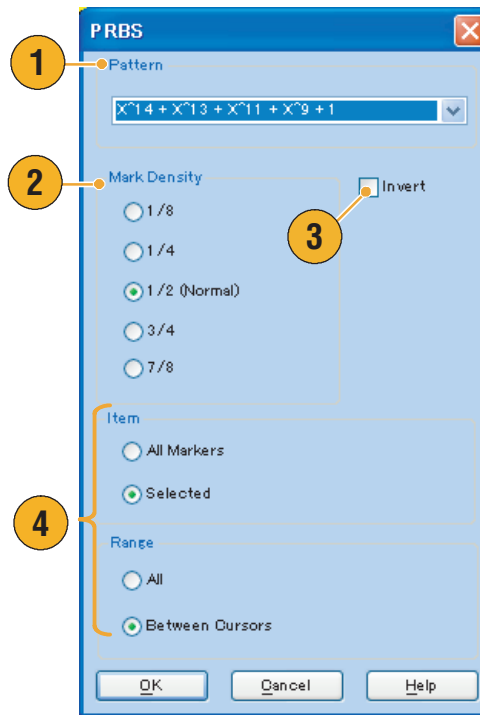 PRBS
1
Pattern
X^14 + X^13 + X^11 + X^9 + 1
2
Mark Density
Invert
3
1/8
1/4
1/2 (Normal)
3/4
7/8
4
Item
All Markers
Selected
Range
All
Between Cursors
OK
Cancel
Help